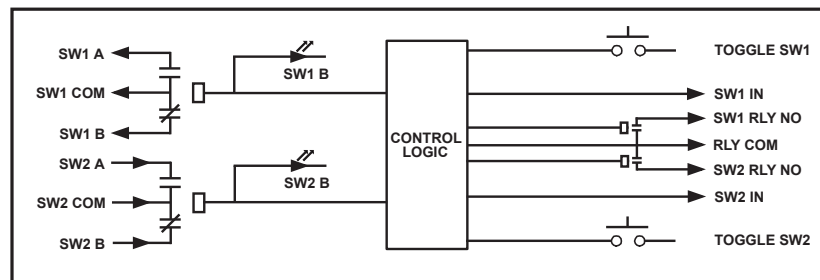 SW1 A
SW1 COM
SW1 B
SW1 B
SW2 A
SW2 COM
SW2 B
SW2 B
CONTROL
LOGIC
TOGGLE SW1
SW1 IN
SW1 RLY NO
RLY COM
SW2 RLY NO
SW2 IN
TOGGLE SW2